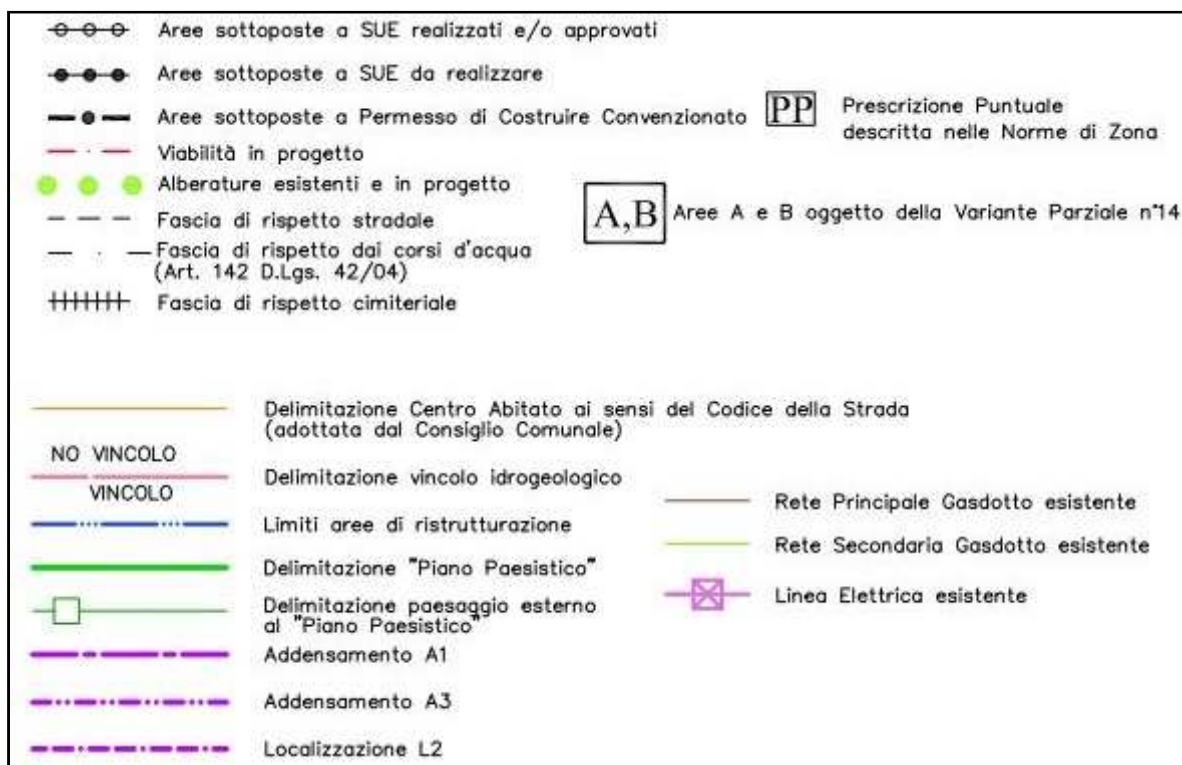 Aree sottoposte a SUE realizzati e/o approvati
Aree sottoposte a SUE da realizzare
Aree sottoposte a Permesso di Costruire Convenzionato
Viabilità in progetto
Alberature esistenti e in progetto
Fascia di rispetto stradale
Fascia di rispetto dai corsi d'acqua
(Art. 142 D.Lgs. 42/04)
Fascia di rispetto cimiteriale
PP Prescrizione Puntuale
descritta nelle Norme di Zona
A,B Aree A e B oggetto della Variante Parziale n°14
Delimitazione Centro Abitato ai sensi del Codice della Strada
(adottata dal Consiglio Comunale)
NO VINCOLO
Delimitazione vincolo idrogeologico
VINCOLO
Limiti aree di ristrutturazione
Delimitazione "Piano Paesistico"
Delimitazione paesaggio esterno
al "Piano Paesistico"
Addensamento A1
Addensamento A3
Localizzazione L2
Rete Principale Gasdotto esistente
Rete Secondaria Gasdotto esistente
Linea Elettrica esistente